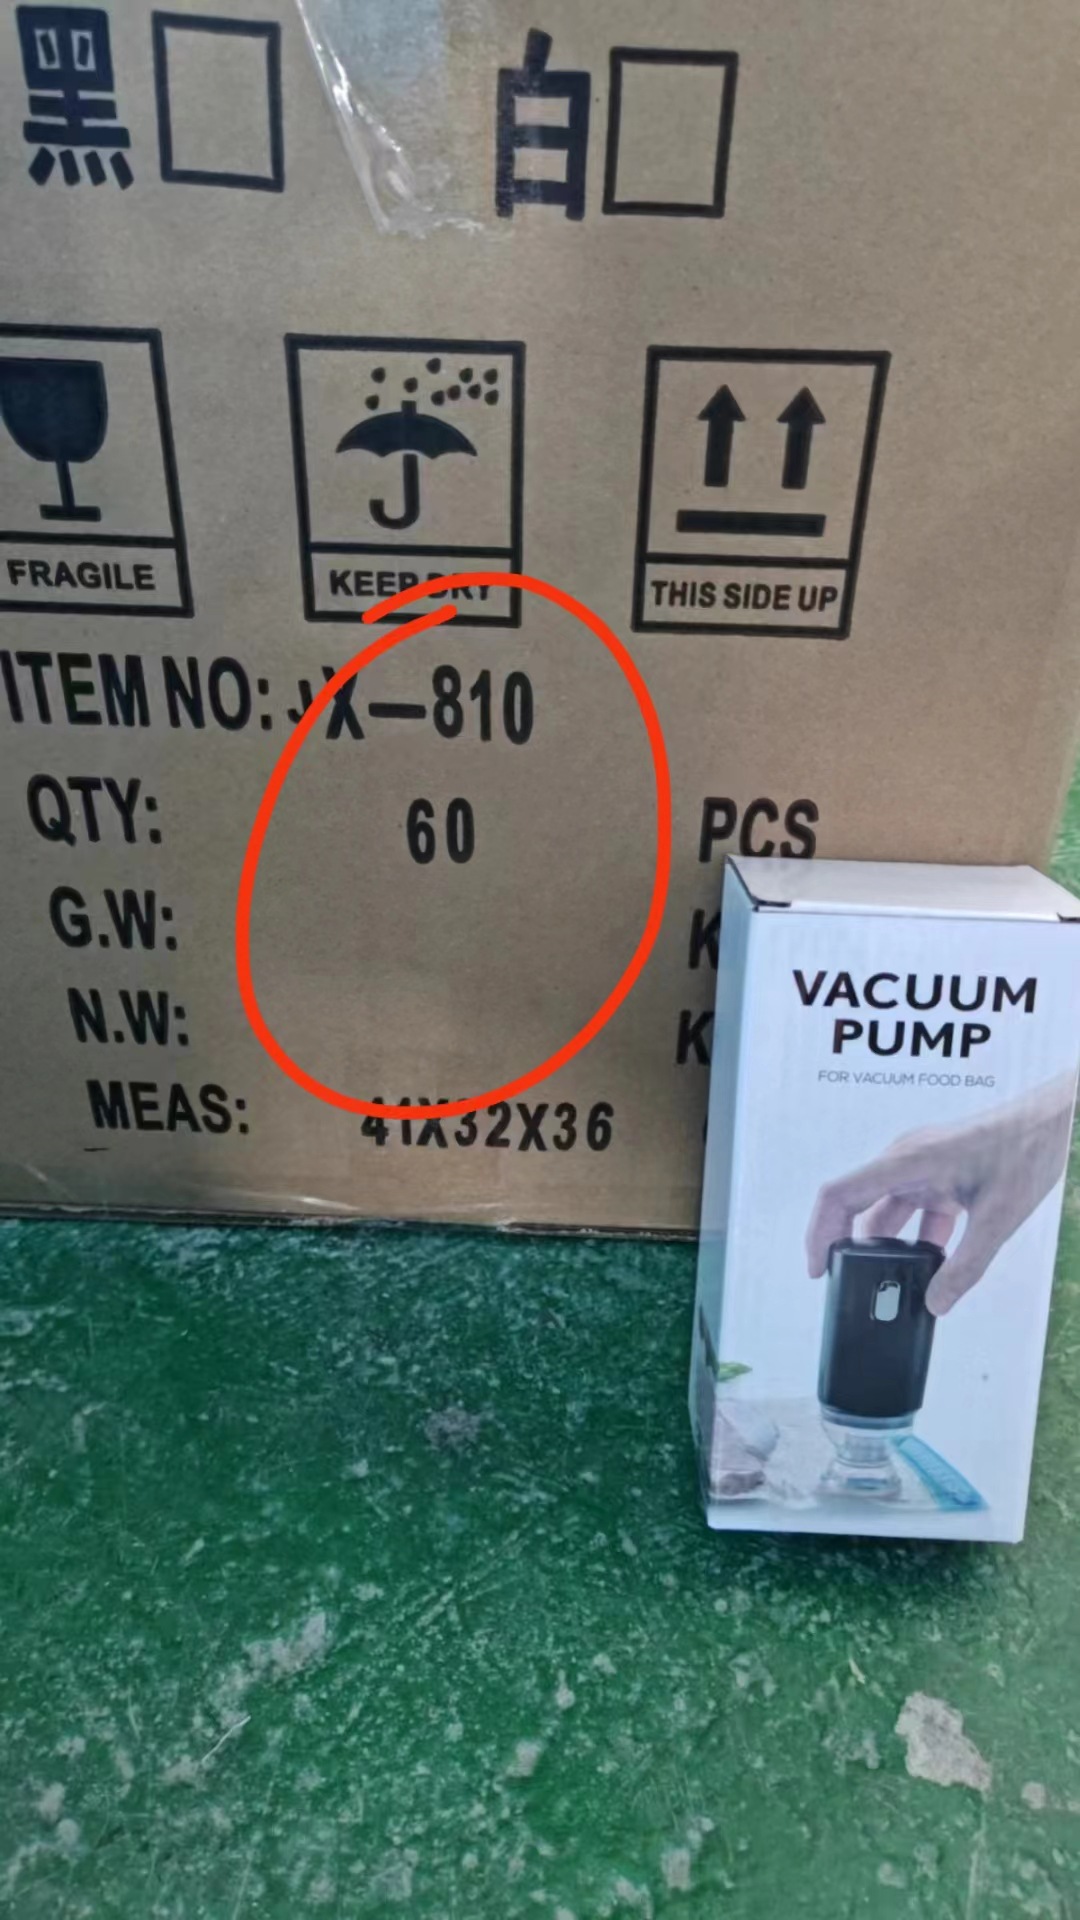 黑 白
FRAGILE
KEEP DRY
THIS SIDE UP
ITEM NO: JX-810
QTY: 60 PCS
G.W: K
N.W: K
MEAS: 41X32X36
VACUUM
PUMP
FOR VACUUM FOOD BAG